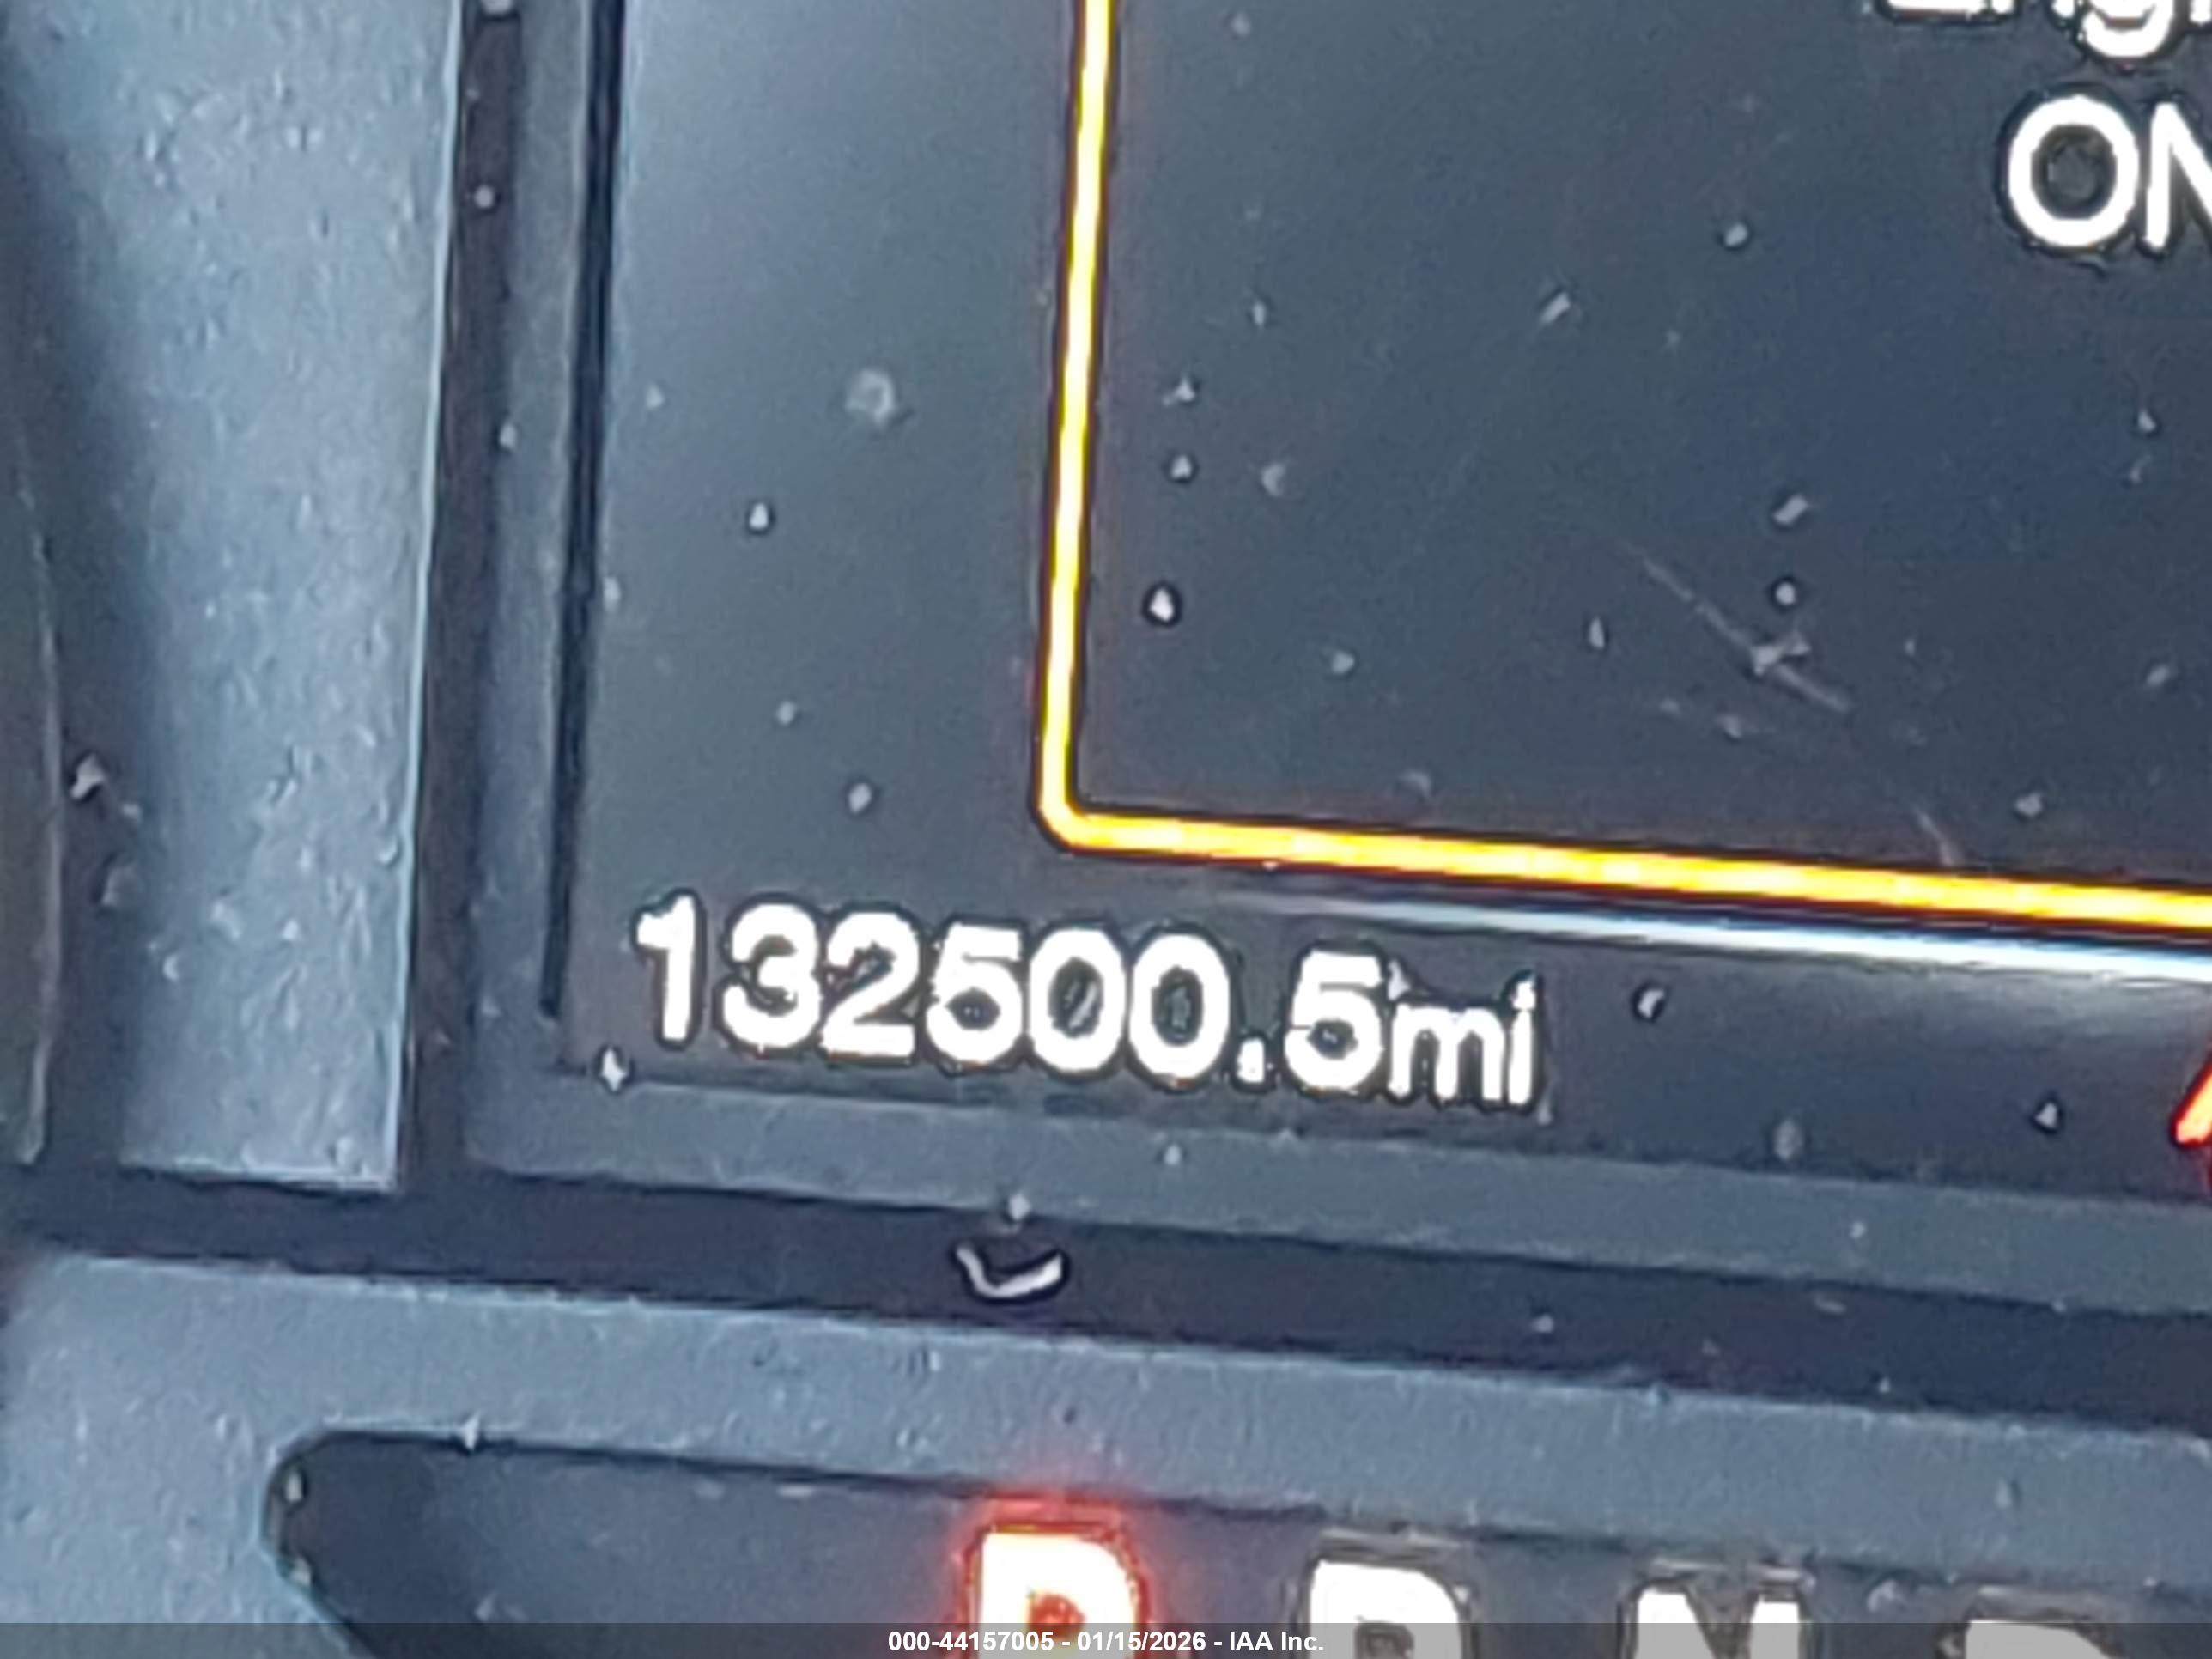 ON
132500.5mi
P R N D
000-44157005 - 01/15/2026 - IAA Inc.